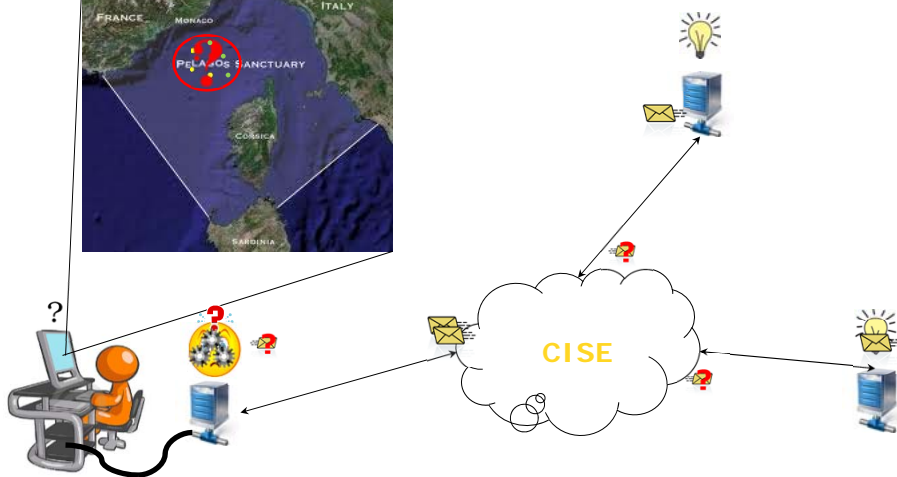 FRANCE
MONACO
ITALY
?
PELAGOS SANCTUARY
CORSICA
SARDINIA
?
?
?
?
CISE
?